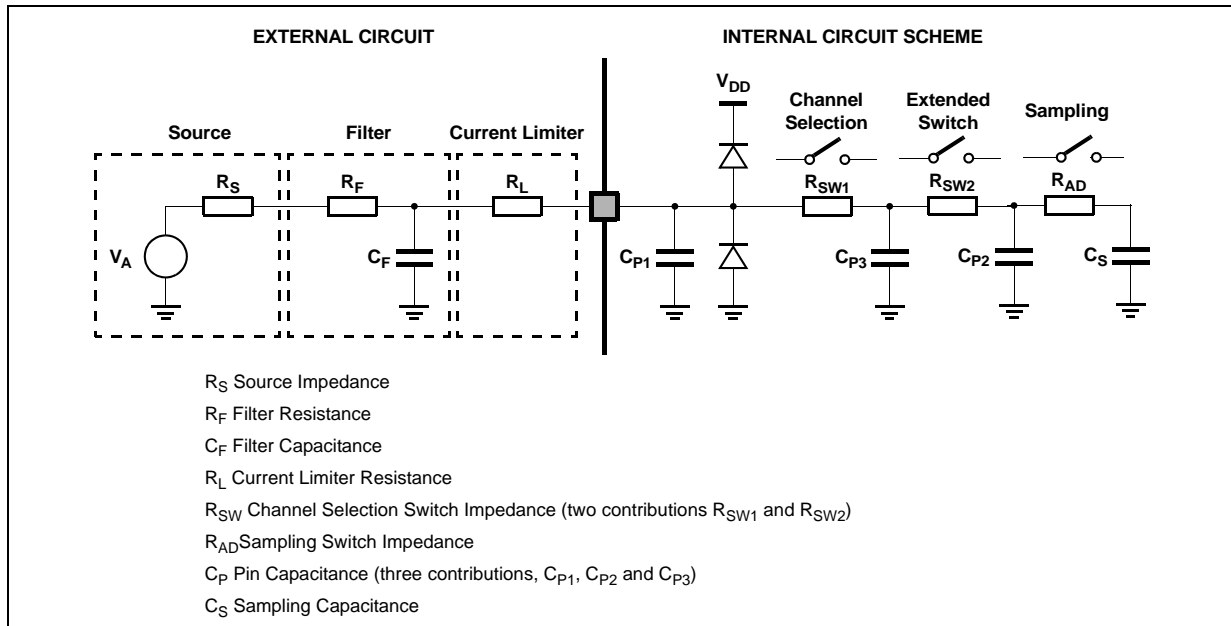 EXTERNAL CIRCUIT
INTERNAL CIRCUIT SCHEME
VDD
Channel
Selection
Extended
Switch
Sampling
Source
Filter
Current Limiter
RS
RF
RL
RSW1
RSW2
RAD
VA
CF
CP1
CP3
CP2
CS
RS Source Impedance
RF Filter Resistance
CF Filter Capacitance
RL Current Limiter Resistance
RSW Channel Selection Switch Impedance (two contributions RSW1 and RSW2)
RADSampling Switch Impedance
CP Pin Capacitance (three contributions, CP1, CP2 and CP3)
CS Sampling Capacitance